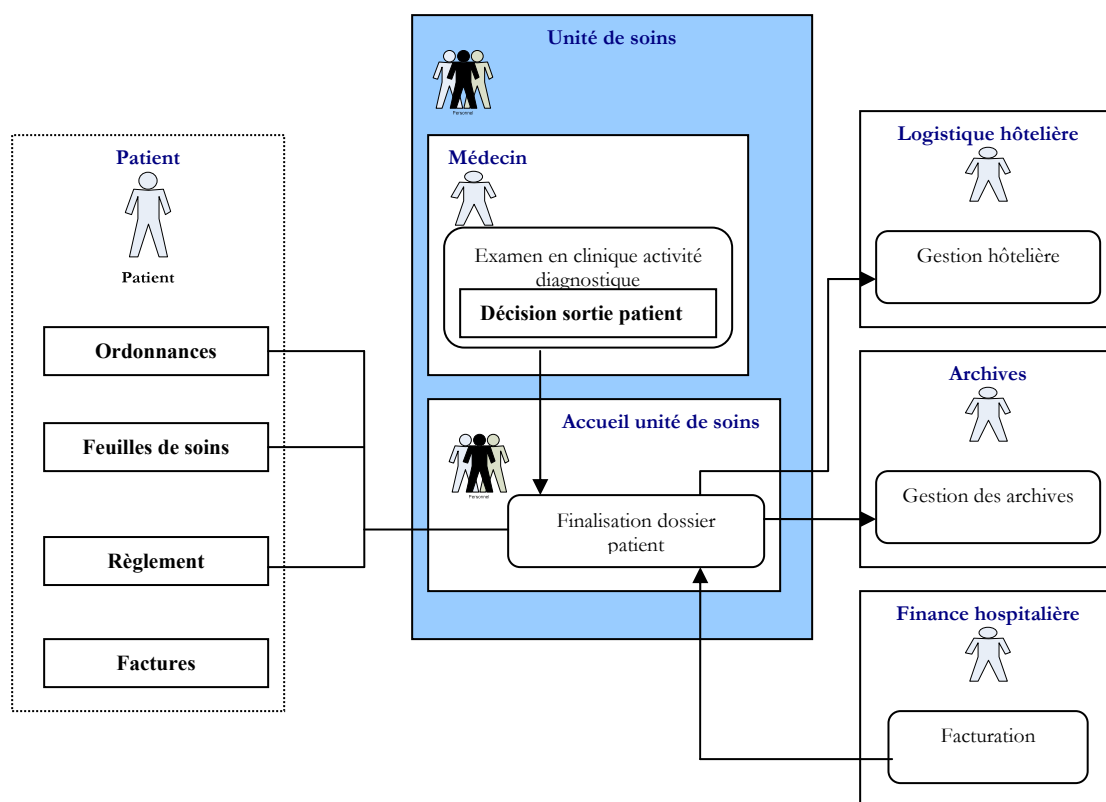 Unité de soins
Personnel
Médecin
Examen en clinique activité
diagnostique
Décision sortie patient
Accueil unité de soins
Personnel
Finalisation dossier
patient
Patient
Patient
Ordonnances
Feuilles de soins
Règlement
Factures
Logistique hôtelière
Gestion hôtelière
Archives
Gestion des archives
Finance hospitalière
Facturation